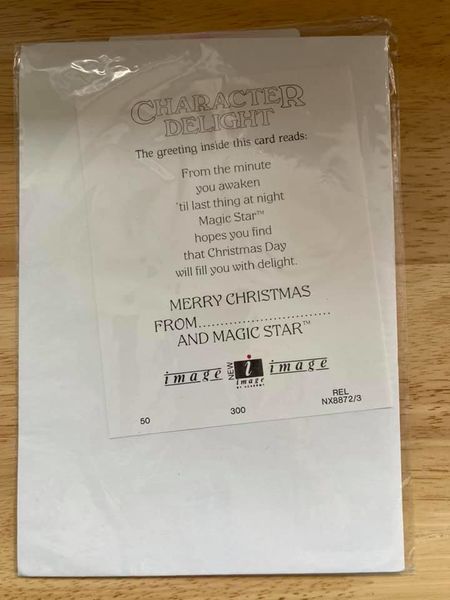 CHARACTER
DELIGHT
The greeting inside this card reads:
From the minute
you awaken
'til last thing at night
Magic Star™
hopes you find
that Christmas Day
will fill you with delight.
MERRY CHRISTMAS
FROM..............................
AND MAGIC STAR™
image NEW i image
image
BY ACADEMY
50 300 REL
NX8872/3